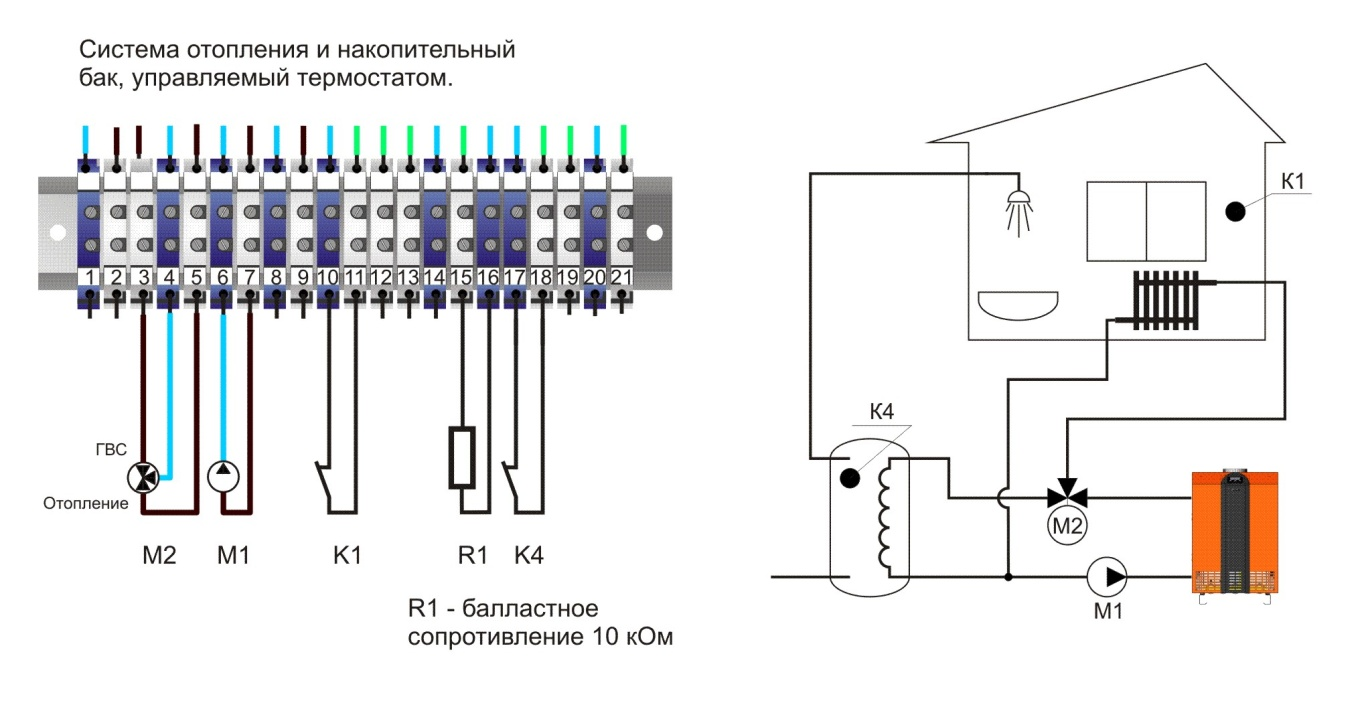 Система отопления и накопительный
бак, управляемый термостатом.
1 2 3 4 5 6 7 8 9 10 11 12 13 14 15 16 17 18 19 20 21
ГВС
Отопление
M2 M1 K1 R1 K4
R1 - балластное
сопротивление 10 кОм
K1
K4
M2
M1